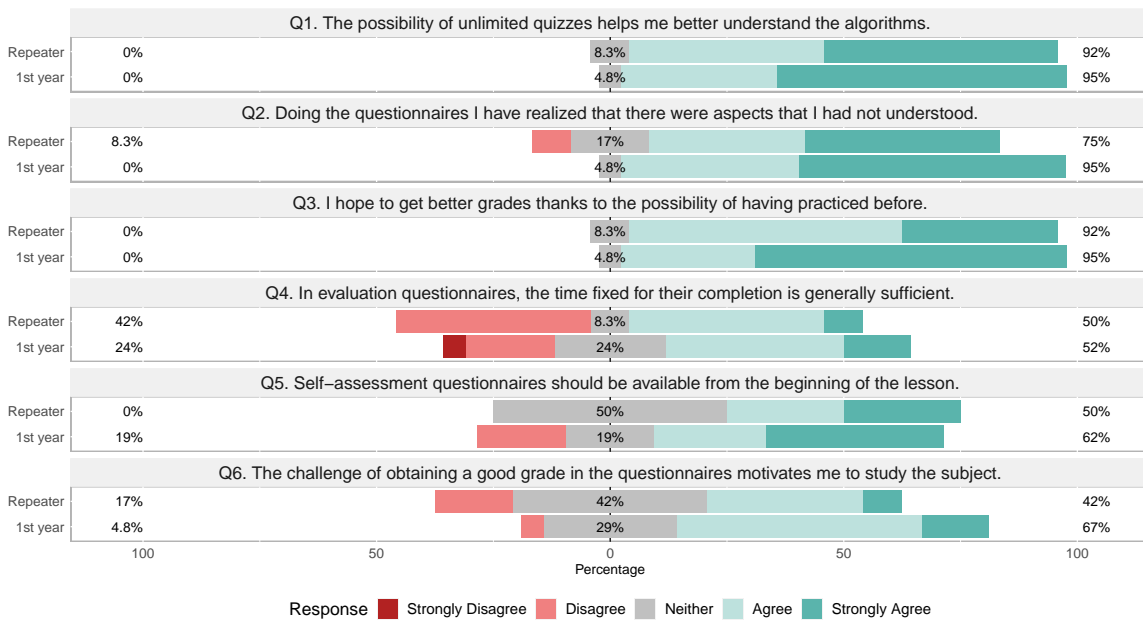 Q1. The possibility of unlimited quizzes helps me better understand the algorithms.
Repeater 0% 8.3% 92%
1st year 0% 4.8% 95%
Q2. Doing the questionnaires I have realized that there were aspects that I had not understood.
Repeater 8.3% 17% 75%
1st year 0% 4.8% 95%
Q3. I hope to get better grades thanks to the possibility of having practiced before.
Repeater 0% 8.3% 92%
1st year 0% 4.8% 95%
Q4. In evaluation questionnaires, the time fixed for their completion is generally sufficient.
Repeater 42% 8.3% 50%
1st year 24% 24% 52%
Q5. Self−assessment questionnaires should be available from the beginning of the lesson.
Repeater 0% 50% 50%
1st year 19% 19% 62%
Q6. The challenge of obtaining a good grade in the questionnaires motivates me to study the subject.
Repeater 17% 42% 42%
1st year 4.8% 29% 67%
100 50 0 50 100
Percentage
Response Strongly Disagree Disagree Neither Agree Strongly Agree